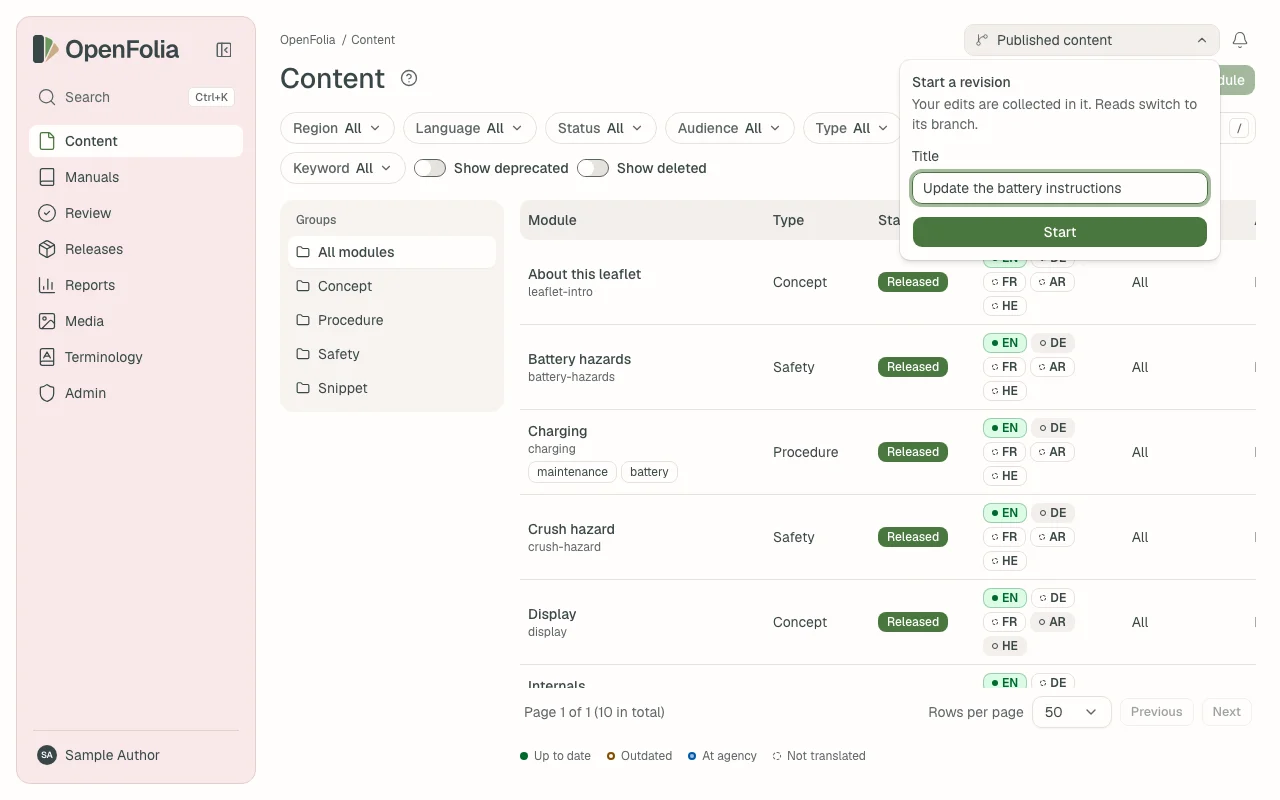 OpenFolia
Search
Ctrl+K
Content
Manuals
Review
Releases
Reports
Media
Terminology
Admin
SA
Sample Author
OpenFolia / Content
Published content
Content
Start a revision
Your edits are collected in it. Reads switch to
its branch.
Title
Update the battery instructions
Start
Region All
Language All
Status All
Audience All
Type All
/
Keyword All
Show deprecated
Show deleted
Groups
All modules
Concept
Procedure
Safety
Snippet
Module
Type
About this leaflet
leaflet-intro
Concept
Released
EN DE
FR AR
HE
All
Battery hazards
battery-hazards
Safety
Released
EN DE
FR AR
HE
All
Charging
charging
maintenance battery
Procedure
Released
EN DE
FR AR
HE
All
Crush hazard
crush-hazard
Safety
Released
EN DE
FR AR
HE
All
Display
display
Concept
Released
EN DE
FR AR
HE
All
Internals
EN DE
Page 1 of 1 (10 in total)
Rows per page
50
Previous
Next
Up to date
Outdated
At agency
Not translated